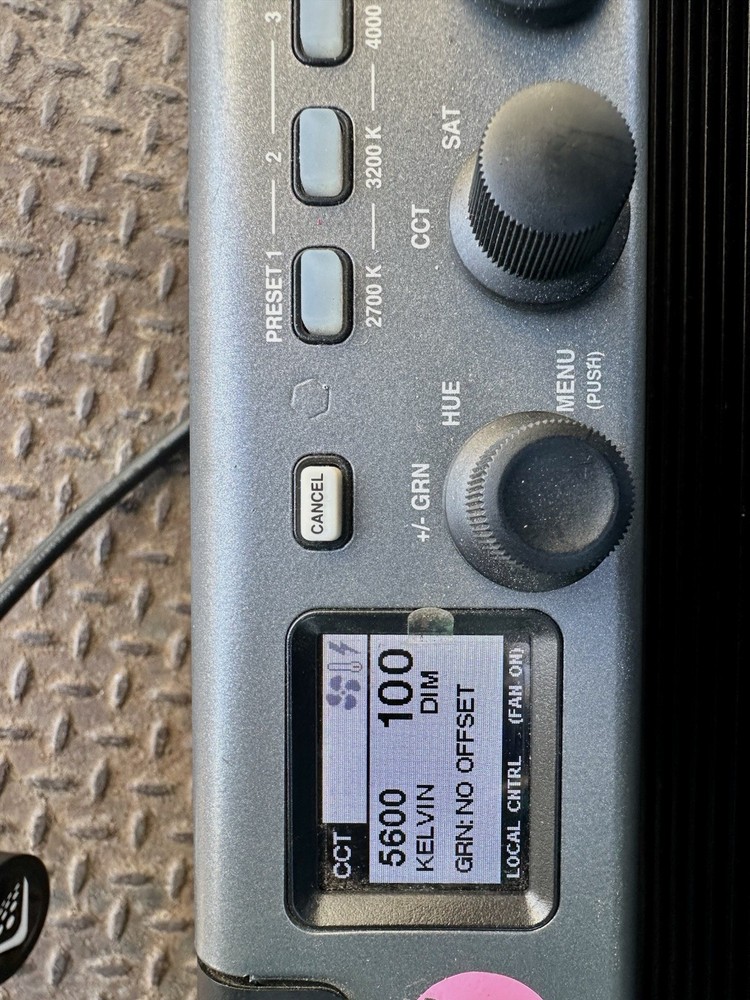 CCT
5600 100
KELVIN DIM
GRN: NO OFFSET
LOCAL CNTRL (FAN ON)
CANCEL
PRESET 1 2 3
2700 K 3200 K 4000
+/- GRN HUE
MENU
(PUSH)
CCT SAT